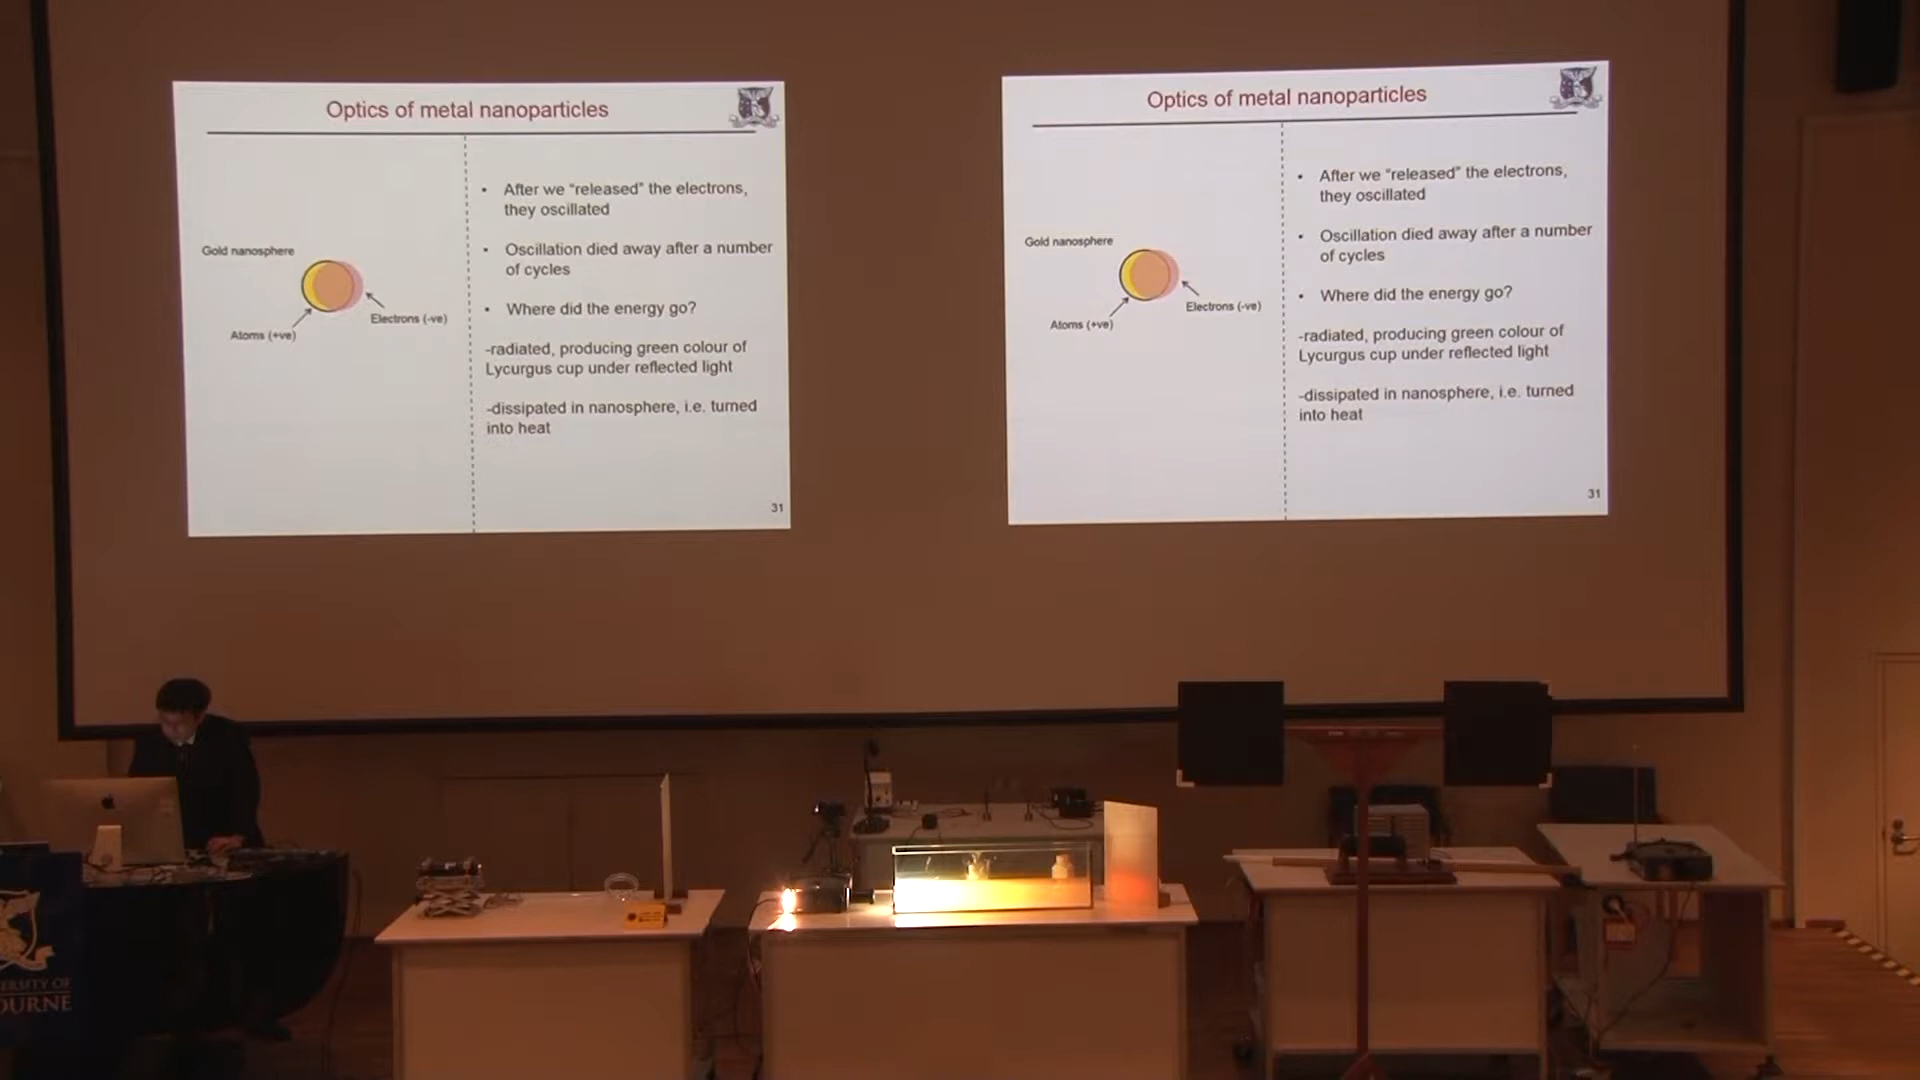 Optics of metal nanoparticles
Gold nanosphere
Atoms (+ve)
Electrons (-ve)
• After we “released” the electrons,
they oscillated
• Oscillation died away after a number
of cycles
• Where did the energy go?
-radiated, producing green colour of
Lycurgus cup under reflected light
-dissipated in nanosphere, i.e. turned
into heat
31
Optics of metal nanoparticles
Gold nanosphere
Atoms (+ve)
Electrons (-ve)
• After we “released” the electrons,
they oscillated
• Oscillation died away after a number
of cycles
• Where did the energy go?
-radiated, producing green colour of
Lycurgus cup under reflected light
-dissipated in nanosphere, i.e. turned
into heat
31
ERSITY OF
OURNE